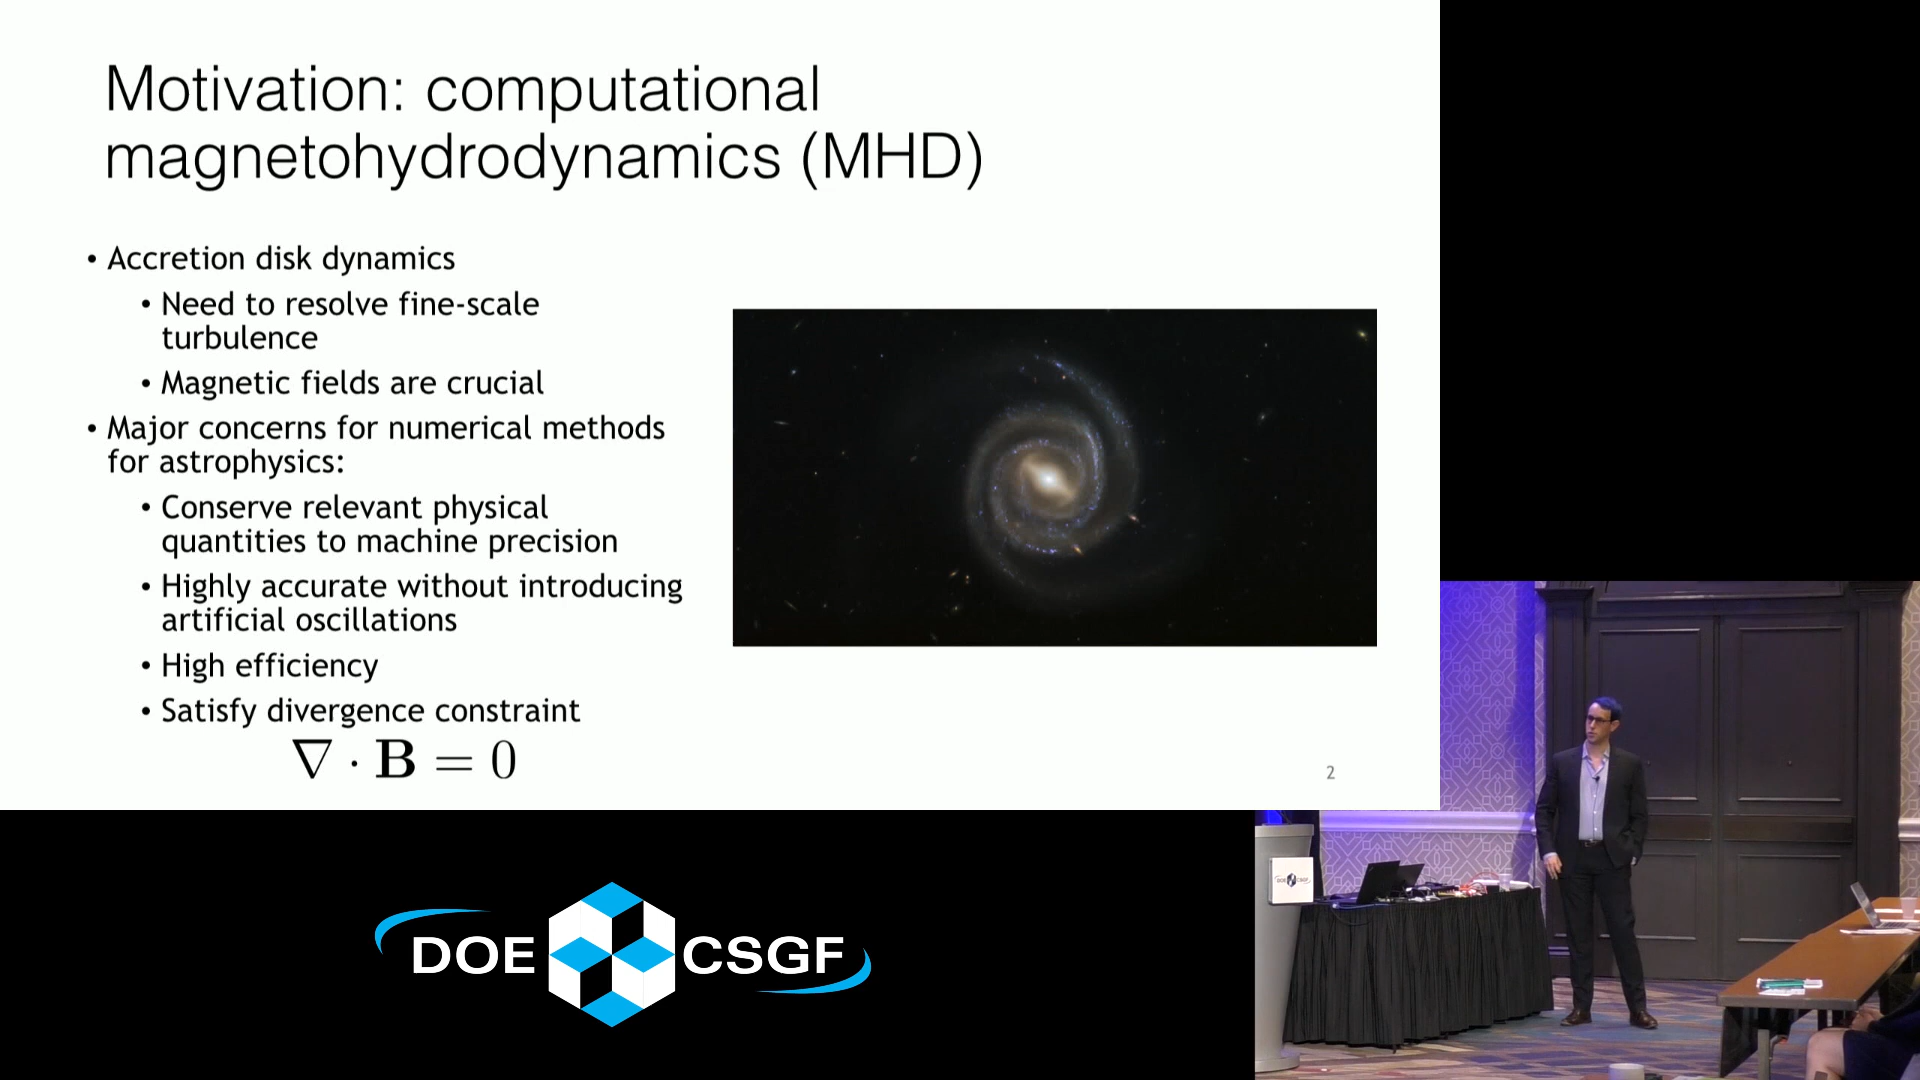 Motivation: computational
magnetohydrodynamics (MHD)
• Accretion disk dynamics
• Need to resolve fine-scale
turbulence
• Magnetic fields are crucial
• Major concerns for numerical methods
for astrophysics:
• Conserve relevant physical
quantities to machine precision
• Highly accurate without introducing
artificial oscillations
• High efficiency
• Satisfy divergence constraint
∇ · B = 0
2
DOE CSGF
DOE CSGF